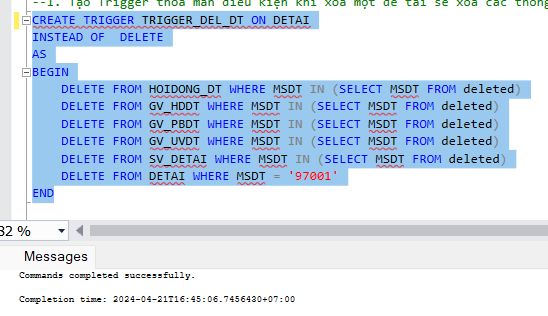 --1. Tạo Trigger thỏa mãn điều kiện khi xóa một đề tài sẽ xóa các thông
CREATE TRIGGER TRIGGER_DEL_DT ON DETAI
INSTEAD OF DELETE
AS
BEGIN
DELETE FROM HOIDONG_DT WHERE MSDT IN (SELECT MSDT FROM deleted)
DELETE FROM GV_HDDT WHERE MSDT IN (SELECT MSDT FROM deleted)
DELETE FROM GV_PBDT WHERE MSDT IN (SELECT MSDT FROM deleted)
DELETE FROM GV_UVDT WHERE MSDT IN (SELECT MSDT FROM deleted)
DELETE FROM SV_DETAI WHERE MSDT IN (SELECT MSDT FROM deleted)
DELETE FROM DETAI WHERE MSDT = '97001'
END
82 %
Messages
Commands completed successfully.
Completion time: 2024-04-21T16:45:06.7456430+07:00